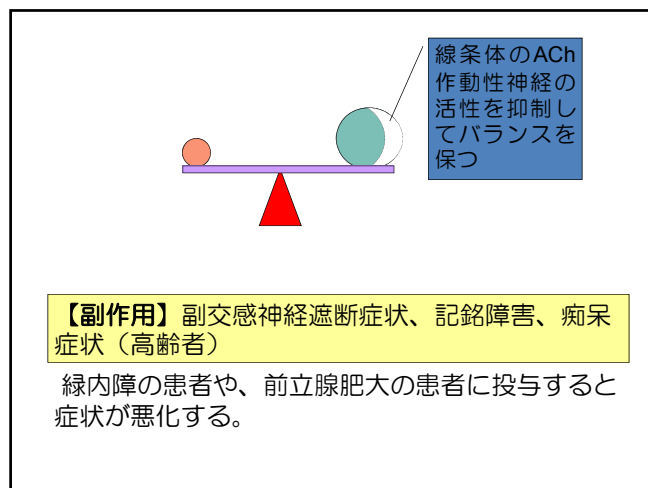 線条体のACh
作動性神経の
活性を抑制し
てバランスを
保つ
【副作用】副交感神経遮断症状、記銘障害、痴呆
症状（高齢者）
緑内障の患者や、前立腺肥大の患者に投与すると
症状が悪化する。